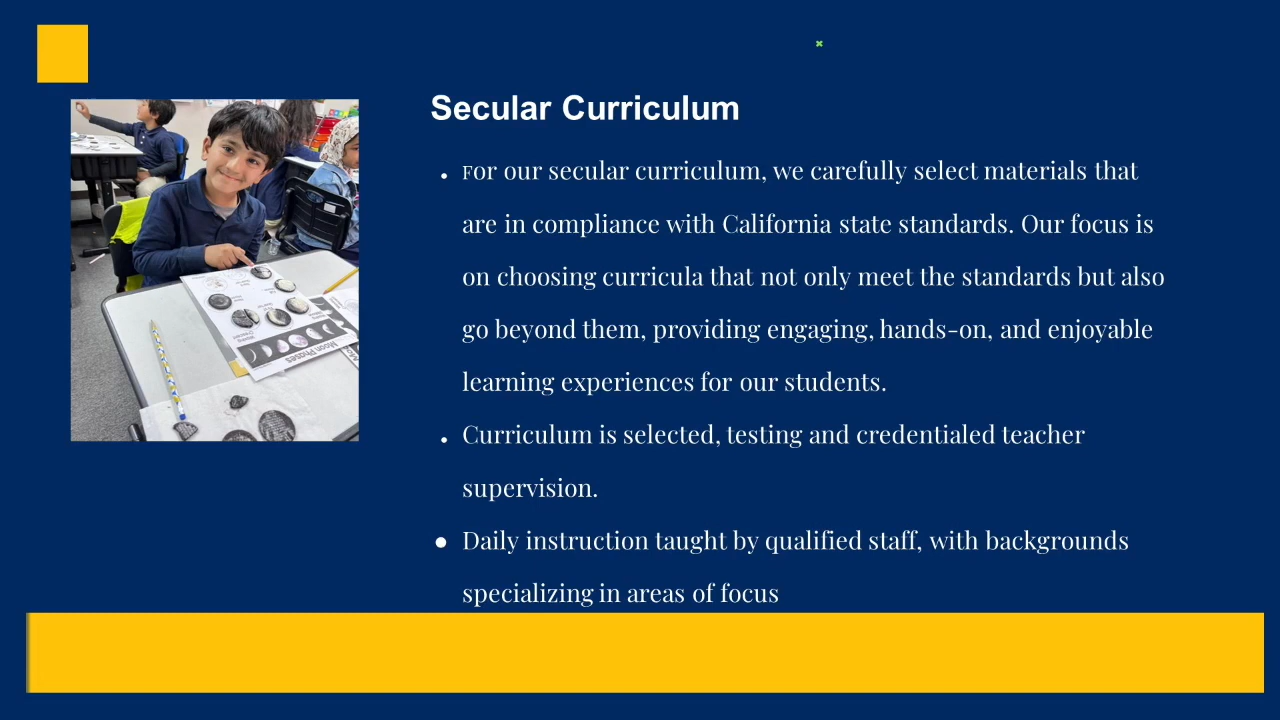 Secular Curriculum
• For our secular curriculum, we carefully select materials that
are in compliance with California state standards. Our focus is
on choosing curricula that not only meet the standards but also
go beyond them, providing engaging, hands-on, and enjoyable
learning experiences for our students.
• Curriculum is selected, testing and credentialed teacher
supervision.
● Daily instruction taught by qualified staff, with backgrounds
specializing in areas of focus
Moon Phases